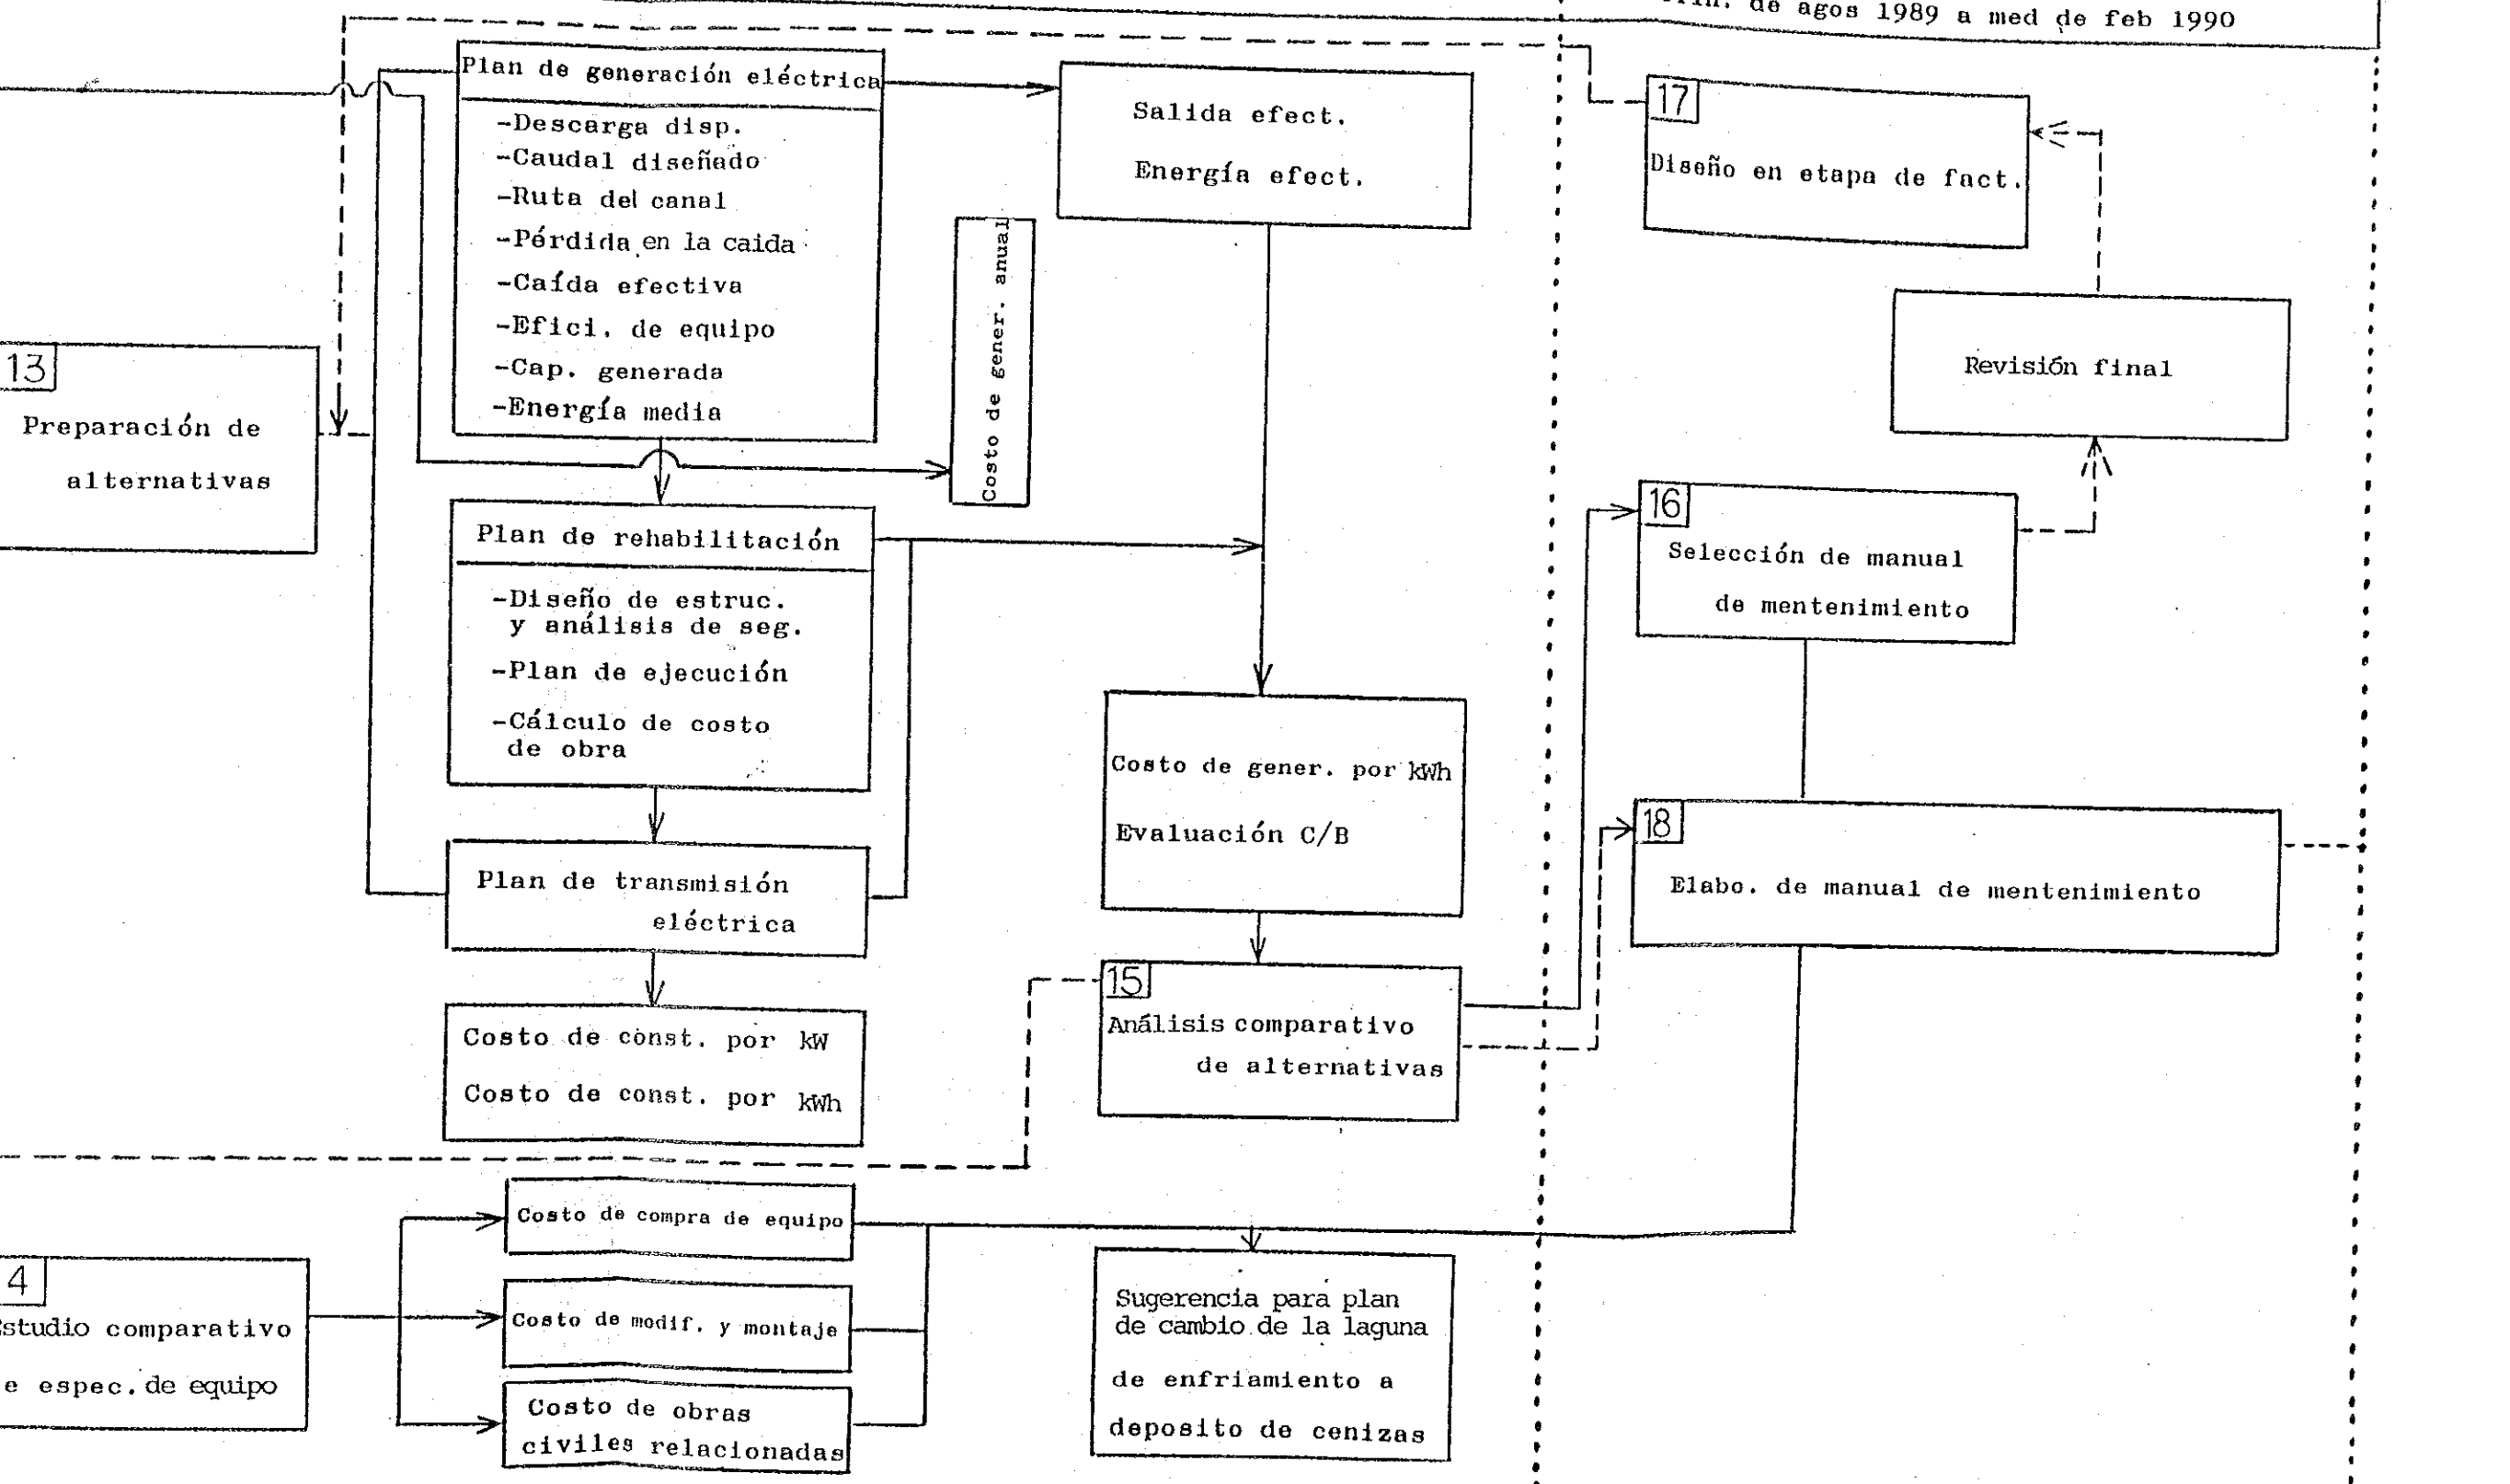 de agos 1989 a med de feb 1990
Plan de generación eléctrica
-Descarga disp.
-Caudal diseñado
-Ruta del canal
-Pérdida en la caida
-Caída efectiva
-Efici. de equipo
-Cap. generada
-Energía media
Salida efect.
Energía efect.
Costo de gener. anual
17
Diseño en etapa de fact.
Revisión final
13
Preparación de
alternativas
Plan de rehabilitación
-Diseño de estruc.
y análisis de seg.
-Plan de ejecución
-Cálculo de costo
de obra
16
Selección de manual
de mentenimiento
Costo de gener. por kWh
Evaluación C/B
18
Elabo. de manual de mentenimiento
Plan de transmisión
eléctrica
15
Análisis comparativo
de alternativas
Costo de const. por kW
Costo de const. por kWh
Costo de compra de equipo
Costo de modif. y montaje
Costo de obras
civiles relacionadas
4
Estudio comparativo
e espec. de equipo
Sugerencia para plan
de cambio de la laguna
de enfriamiento a
deposito de cenizas